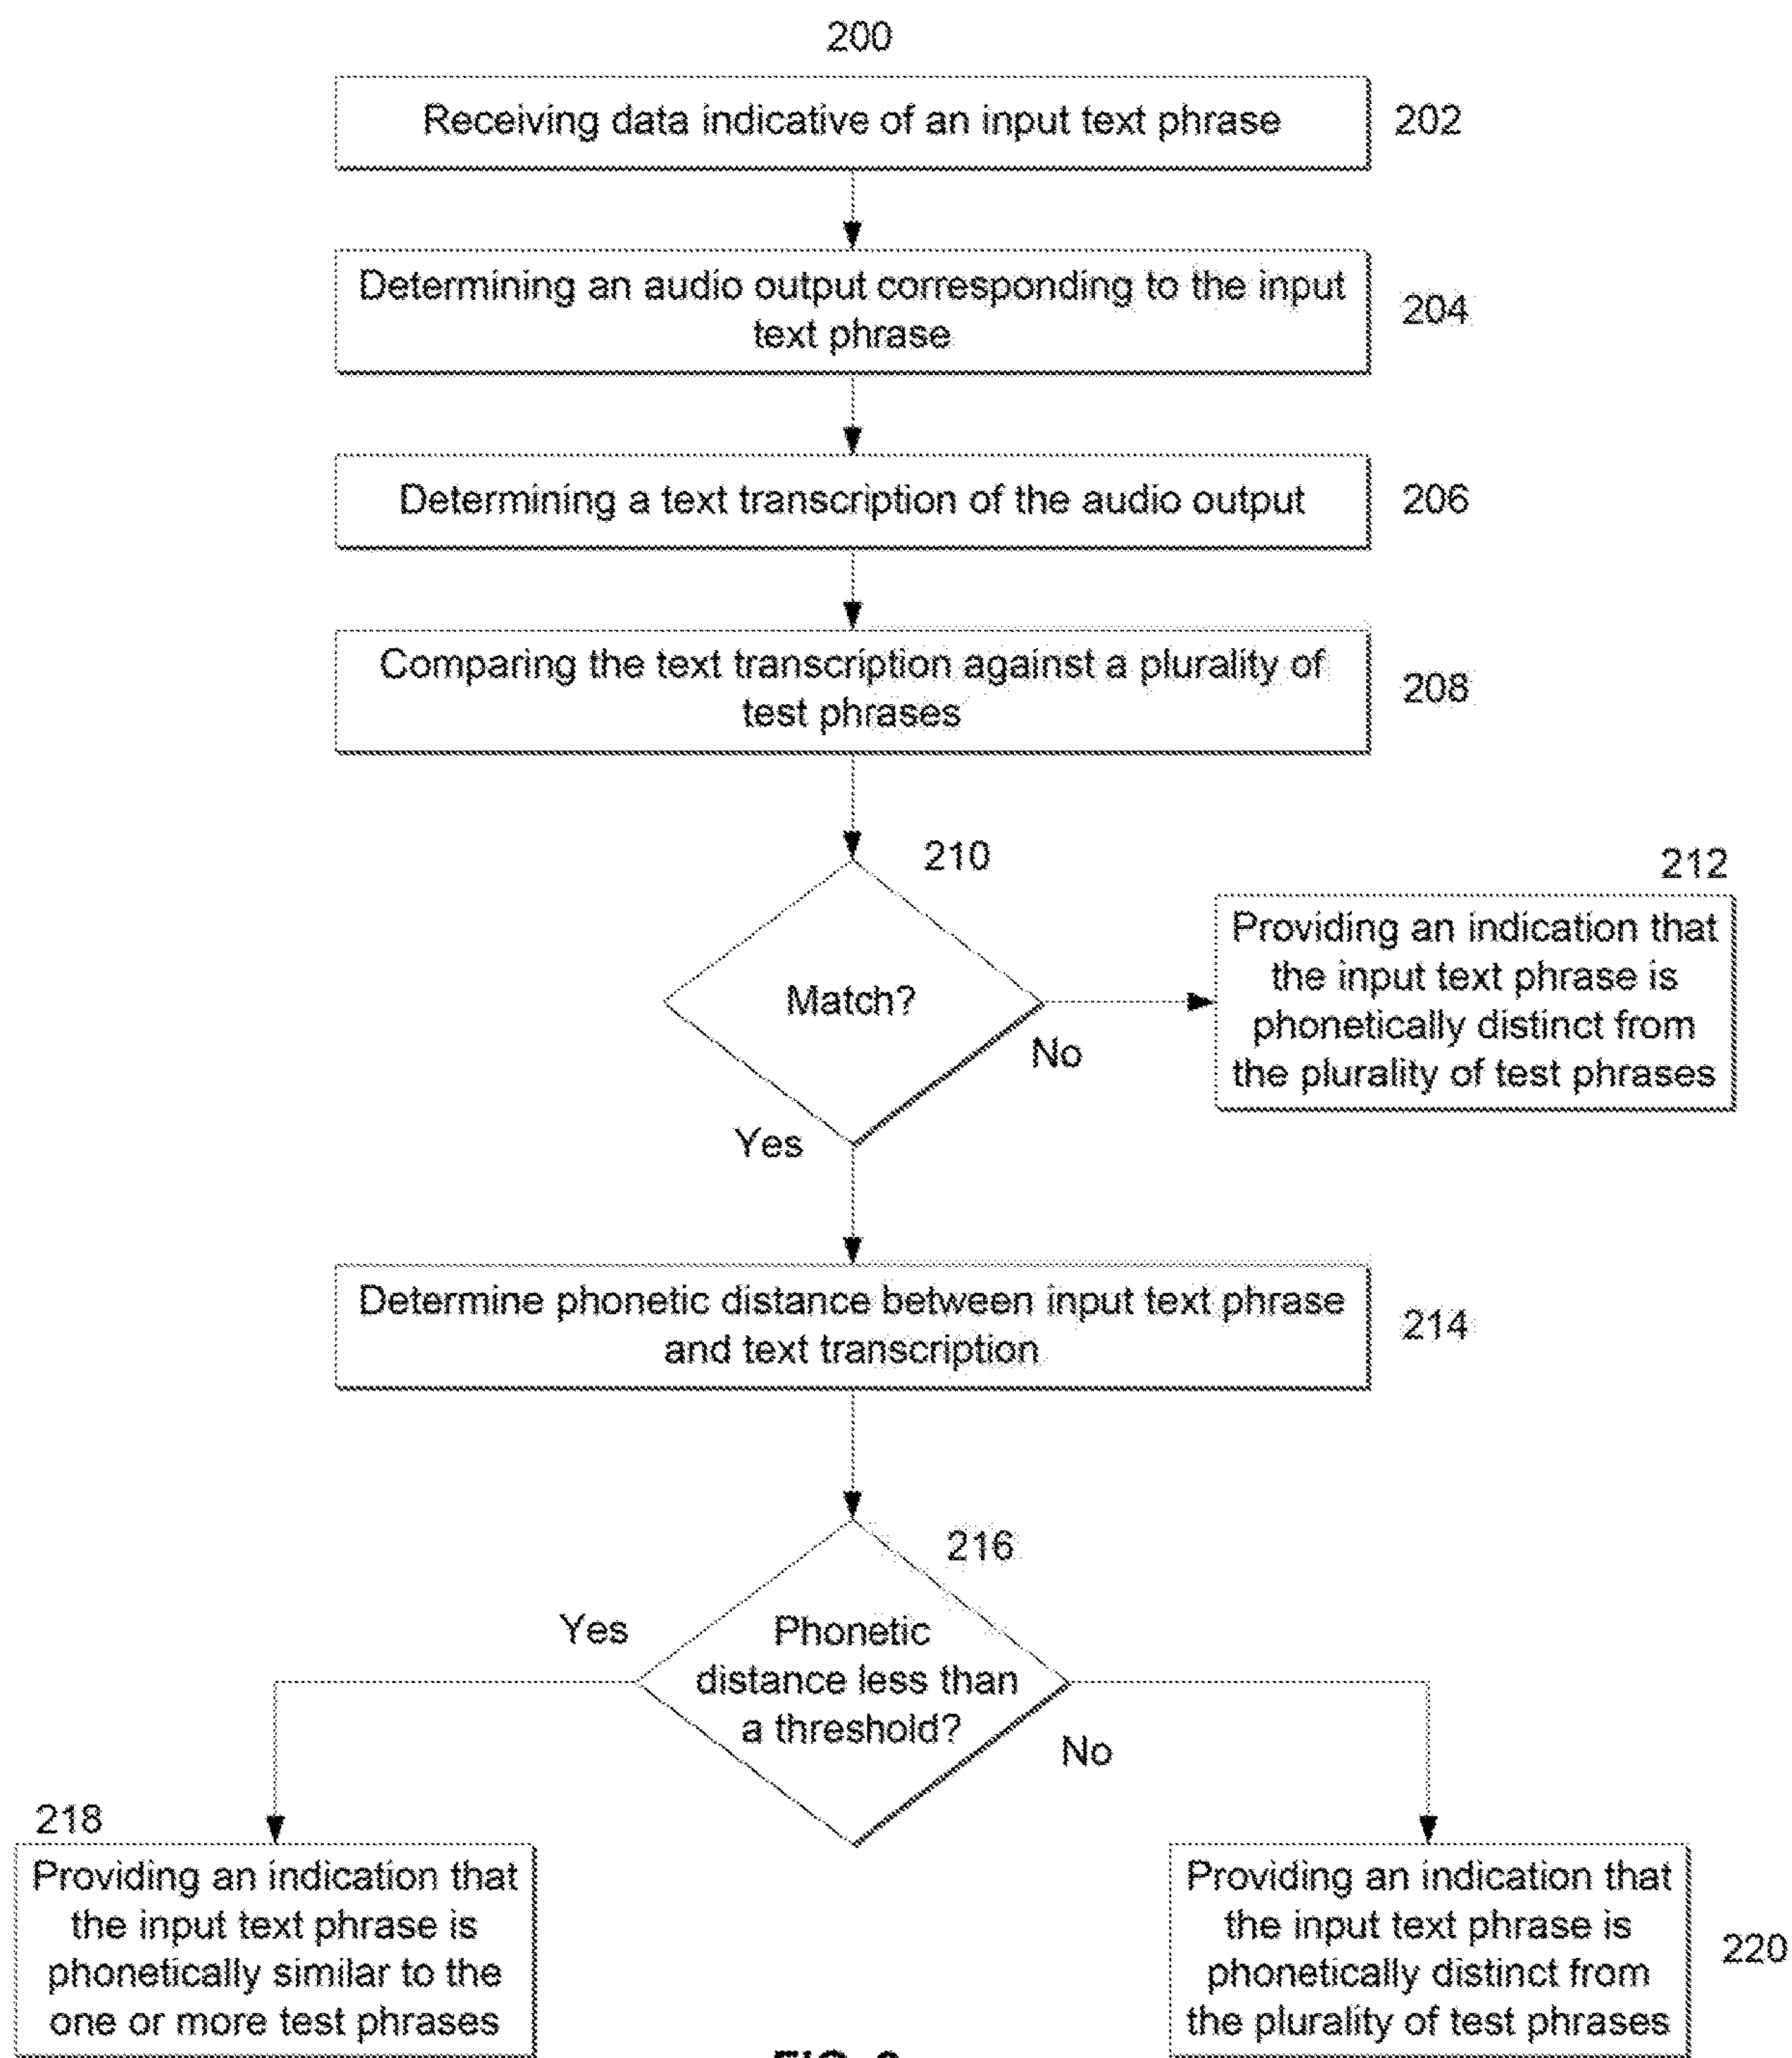 200
Receiving data indicative of an input text phrase
202
Determining an audio output corresponding to the input
text phrase
204
Determining a text transcription of the audio output
206
Comparing the text transcription against a plurality of
test phrases
208
210
Match?
No
Yes
212
Providing an indication that
the input text phrase is
phonetically distinct from
the plurality of test phrases
Determine phonetic distance between input text phrase
and text transcription
214
216
Phonetic
distance less than
a threshold?
Yes
No
218
Providing an indication that
the input text phrase is
phonetically similar to the
one or more test phrases
Providing an indication that
the input text phrase is
phonetically distinct from
the plurality of test phrases
220